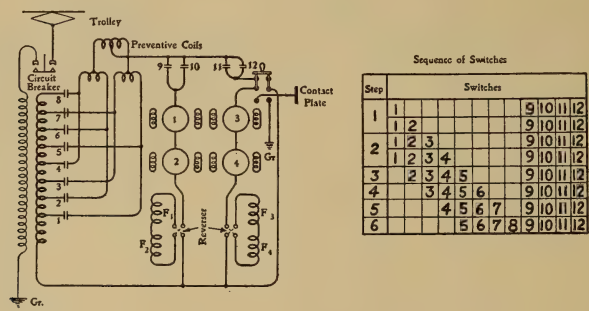 Trolley
Preventive Coils
9 10 11 12
Circuit
Breaker
8
7
6
5
4
3
2
1
Contact
Plate
1 3
Gr
2 4
F1 F3
Reverser
F2 F4
Gr.
Sequence of Switches
Step Switches
1 1 9 10 11 12
1 2 9 10 11 12
2 1 2 3 9 10 11 12
1 2 3 4 9 10 11 12
3 2 3 4 5 9 10 11 12
4 3 4 5 6 9 10 11 12
5 4 5 6 7 9 10 11 12
6 5 6 7 8 9 10 11 12